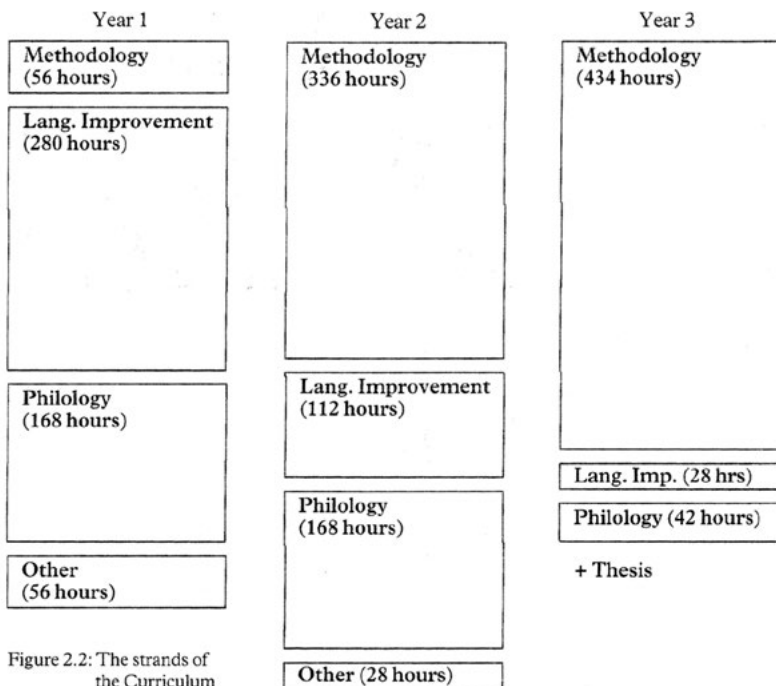 Year 1
Methodology
(56 hours)
Lang. Improvement
(280 hours)
Philology
(168 hours)
Other
(56 hours)
Year 2
Methodology
(336 hours)
Lang. Improvement
(112 hours)
Philology
(168 hours)
Other (28 hours)
Year 3
Methodology
(434 hours)
Lang. Imp. (28 hrs)
Philology (42 hours)
+ Thesis
Figure 2.2: The strands of
the Curriculum